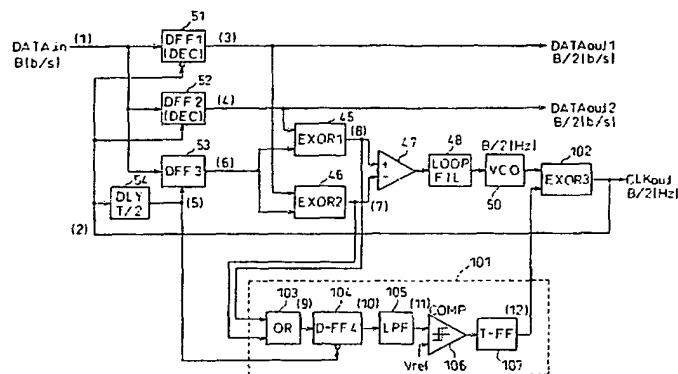 51
(1)
(3)
DATAin
B[b/s]
DFF1
(DEC)
DATAout1
B/2[b/s]
52
DFF2
(DEC)
(4)
DATAout2
B/2[b/s]
45
EXOR1
(8)
53
DFF3
(6)
47
+
−
48
LOOP
FIL
B/2[Hz]
VCO
50
102
EXOR3
CLKout
B/2[Hz]
46
EXOR2
(7)
54
DLY
T/2
(5)
(2)
101
103
OR
(9)
104
D-FF4
(10)
105
LPF
(11)
COMP
106
Vref
T-FF
107
(12)